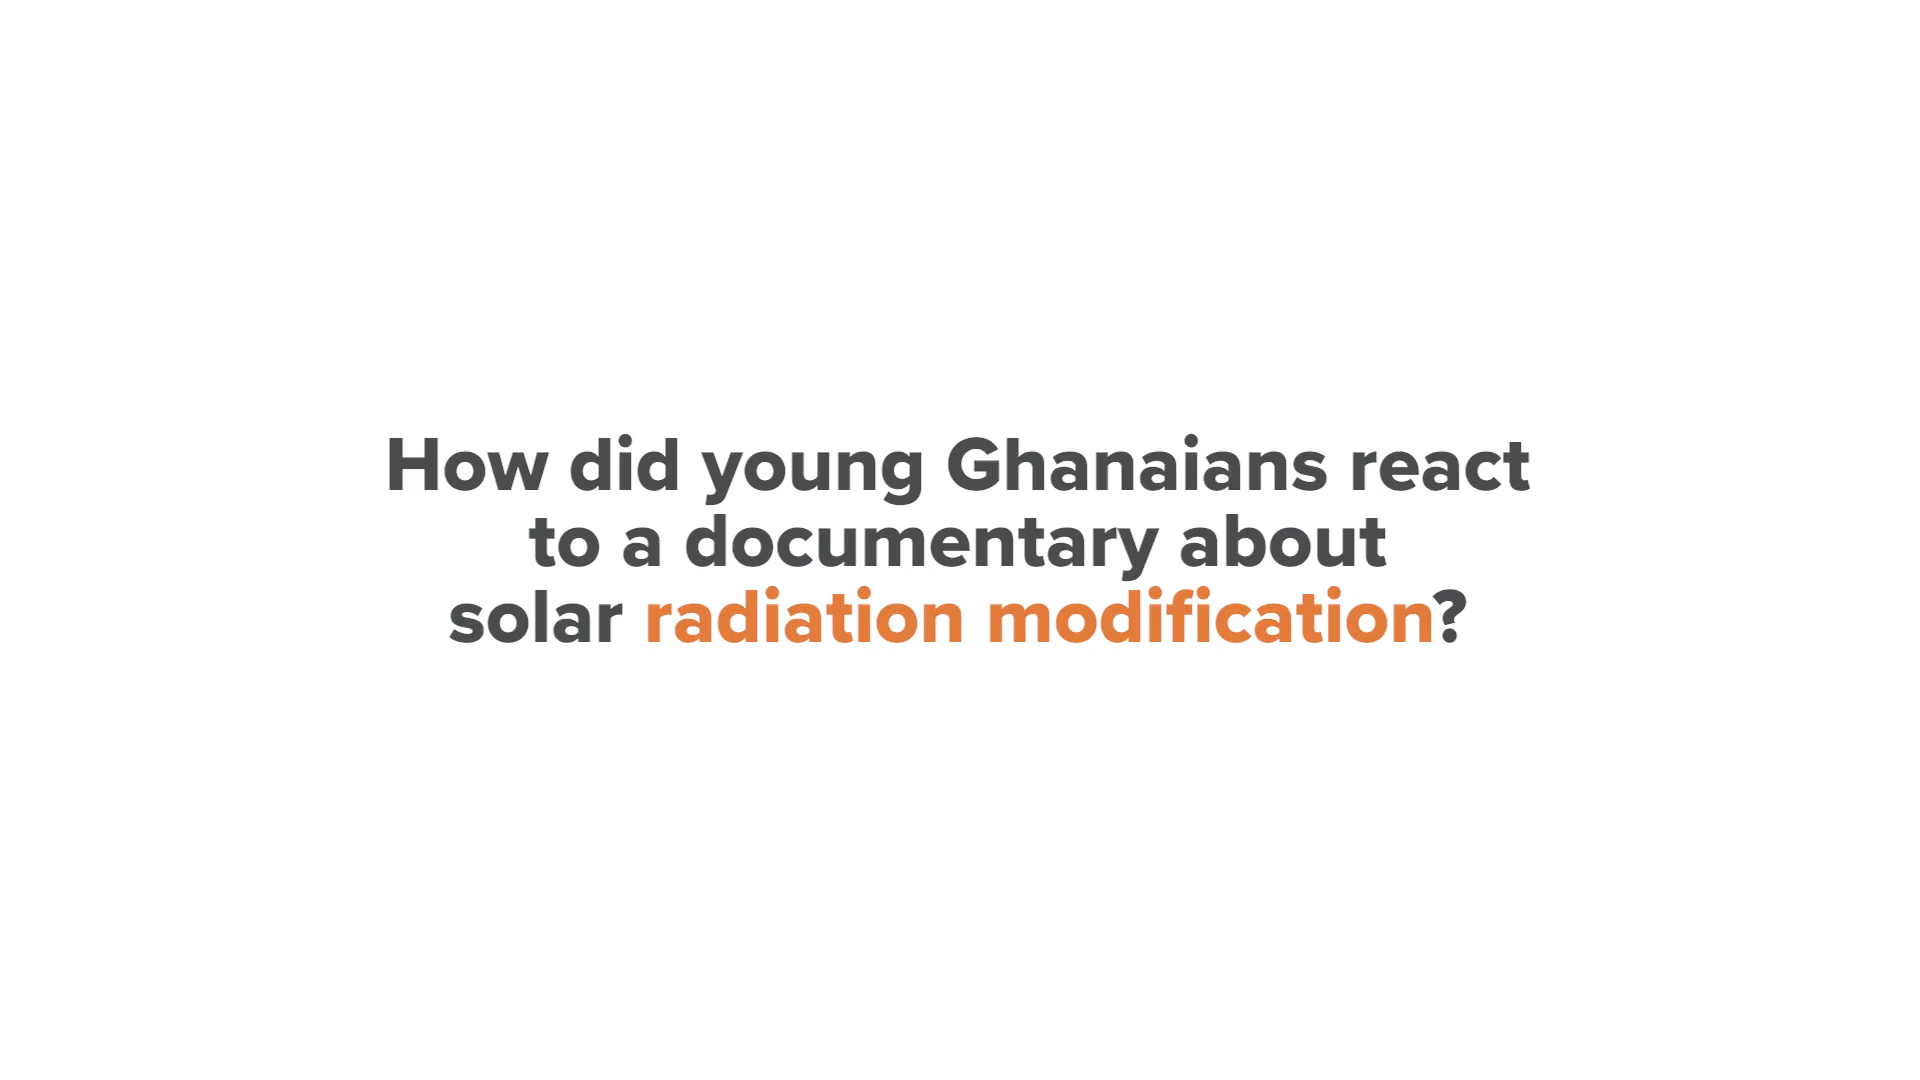 How did young Ghanaians react
to a documentary about
solar radiation modification?